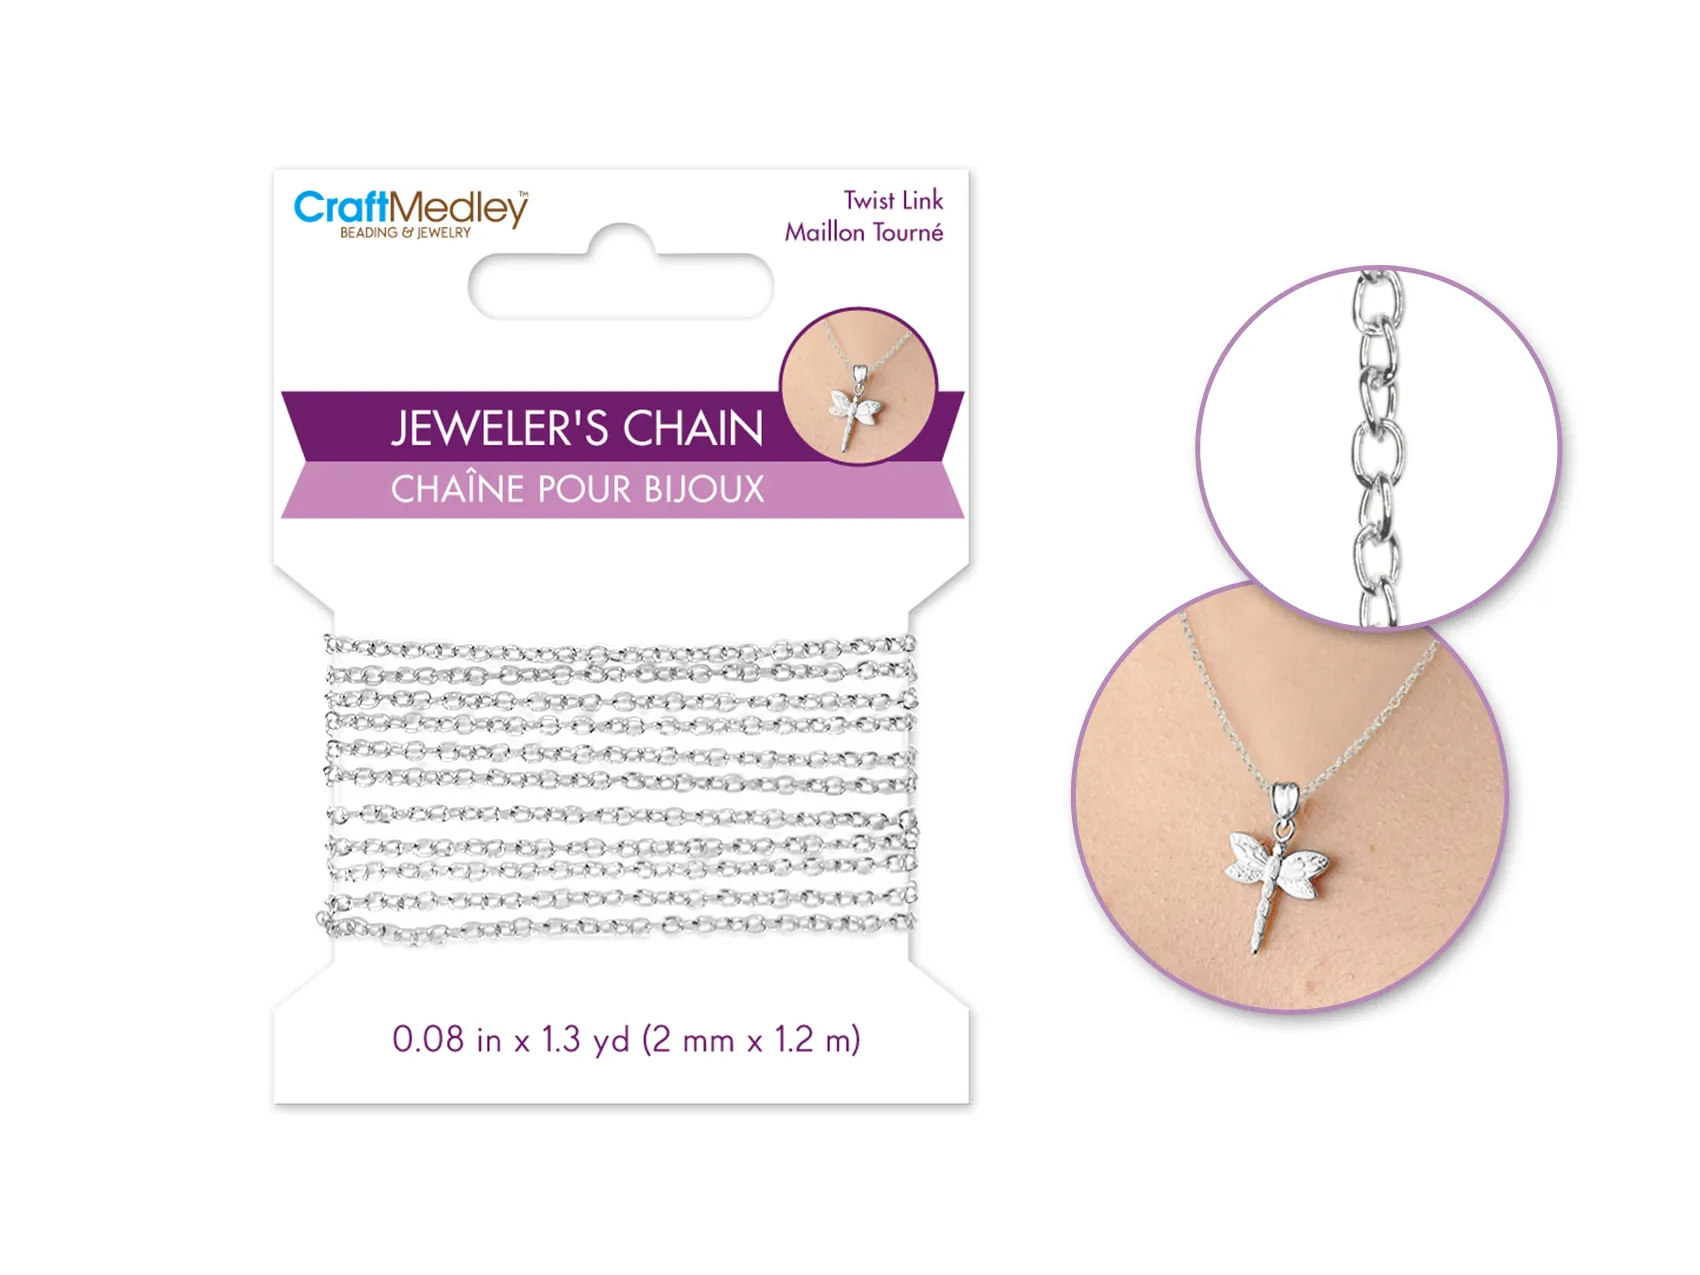 CraftMedley™
BEADING & JEWELRY
Twist Link
Maillon Tourné
JEWELER'S CHAIN
CHAÎNE POUR BIJOUX
0.08 in x 1.3 yd (2 mm x 1.2 m)